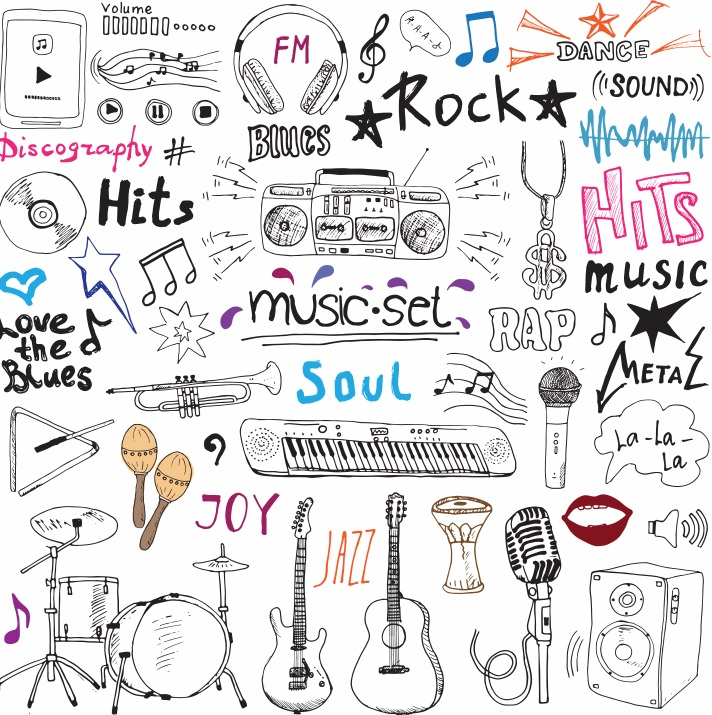 Volume
FM
A-A-A-A
DANCE
((SOUND))
Rock
BLUES
Discography #
Hits
HiTS
MUSIC
music·set
Love
the
Blues
RAP
METAL
SOUL
La-La-
La
JOY
JAZZ